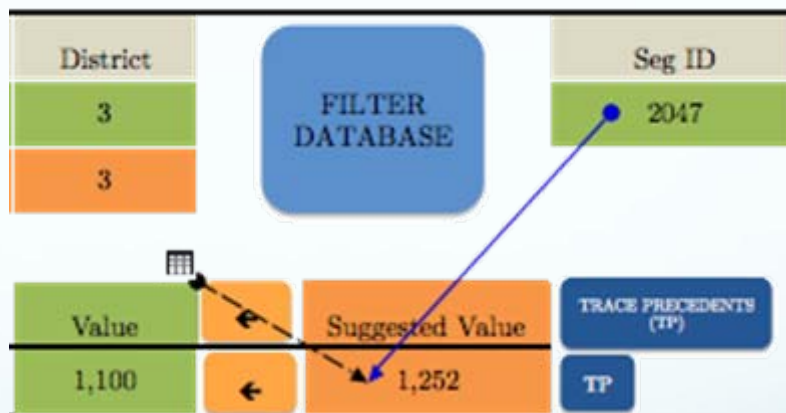 District
Seg ID
FILTER
DATABASE
3
2047
3
Value
Suggested Value
TRACE PRECEDENTS
(TP)
1,100
1,252
TP